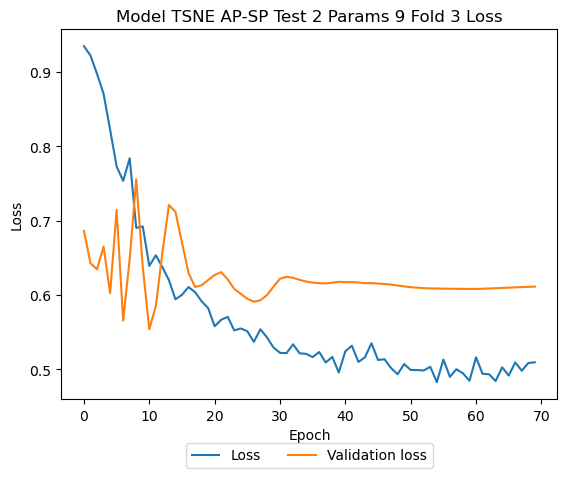 Model TSNE AP-SP Test 2 Params 9 Fold 3 Loss
0.9
0.8
0.7
0.6
0.5
Loss
0 10 20 30 40 50 60 70
Epoch
Loss Validation loss